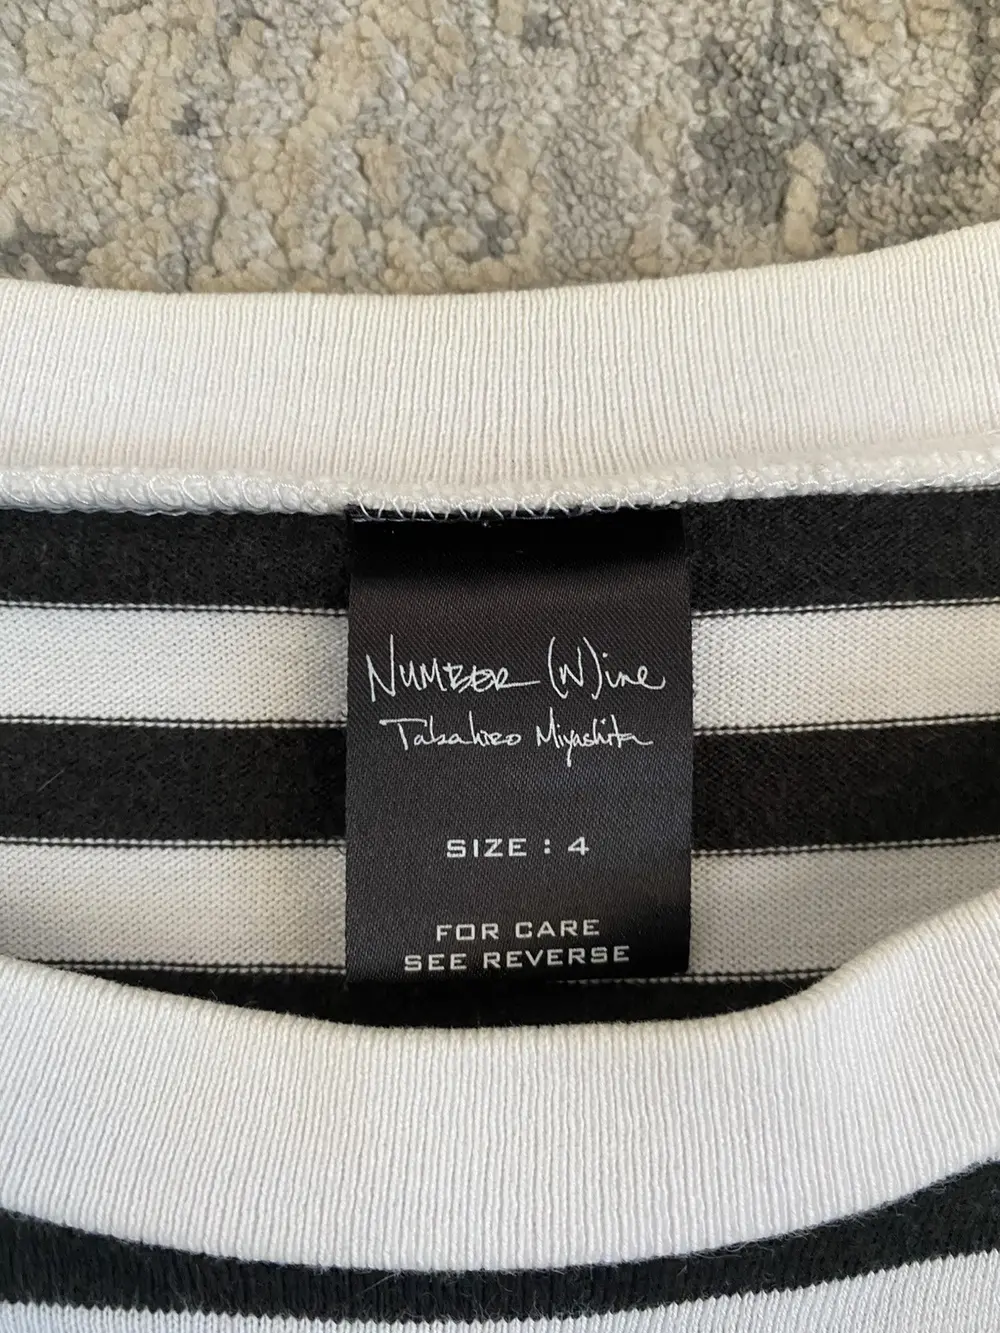 NUMBER (N)ine
Takahiro Miyashita
SIZE : 4
FOR CARE
SEE REVERSE